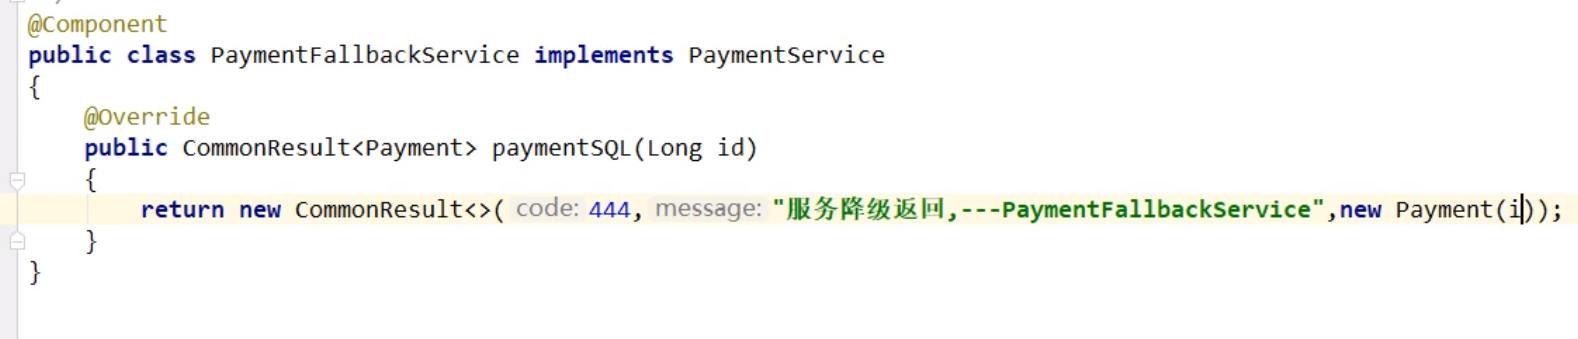 @Component
public class PaymentFallbackService implements PaymentService
{
    @Override
    public CommonResult<Payment> paymentSQL(Long id)
    {
        return new CommonResult<>( code: 444, message: "服务降级返回,---PaymentFallbackService",new Payment(i));
    }
}